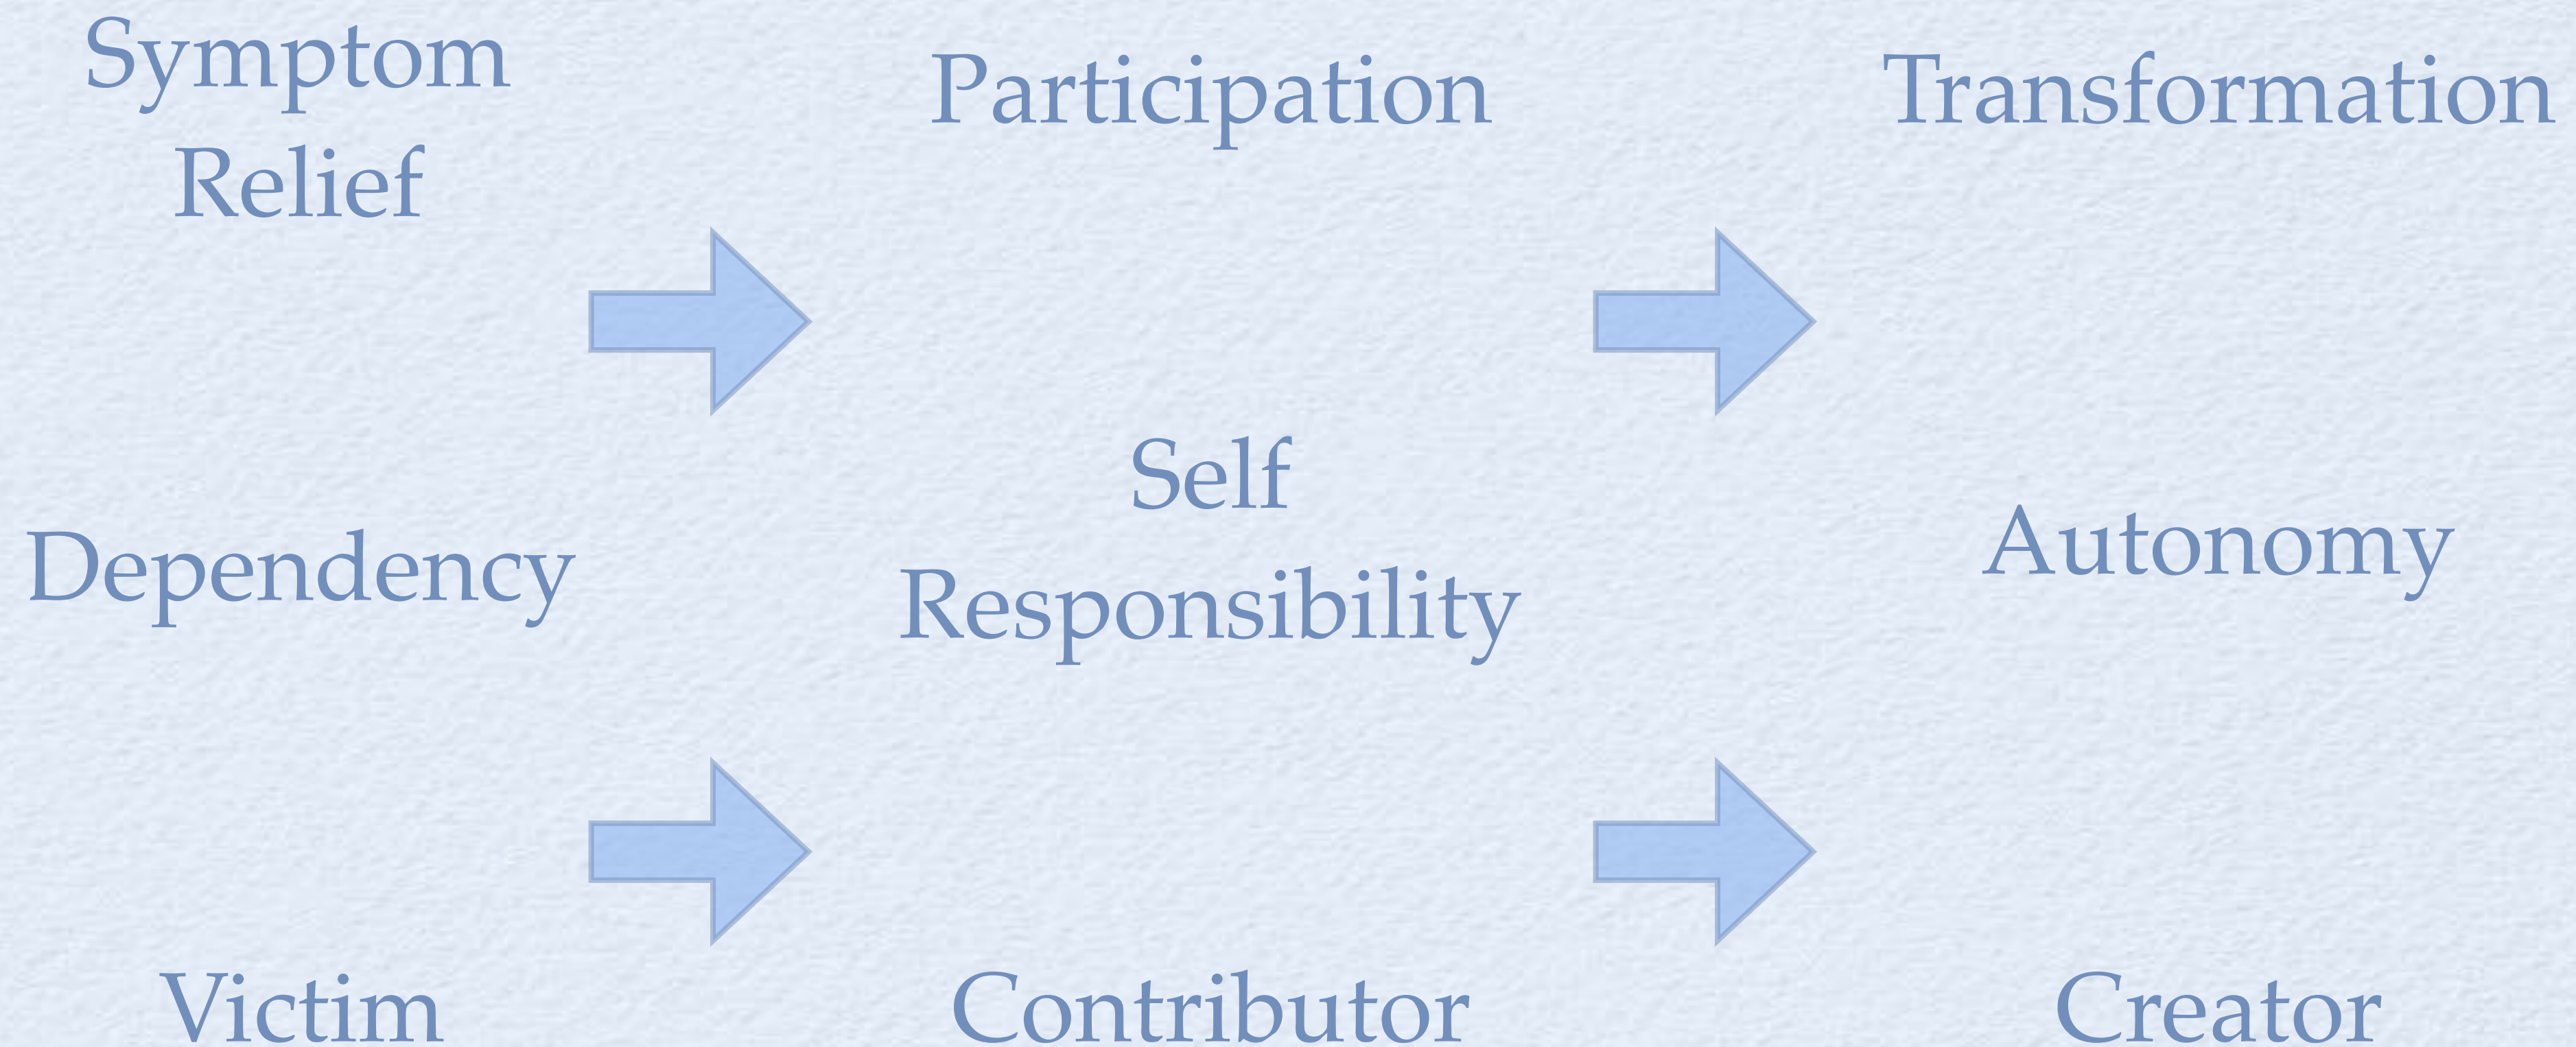 Symptom
Relief
Participation
Transformation
Dependency
Self
Responsibility
Autonomy
Victim
Contributor
Creator